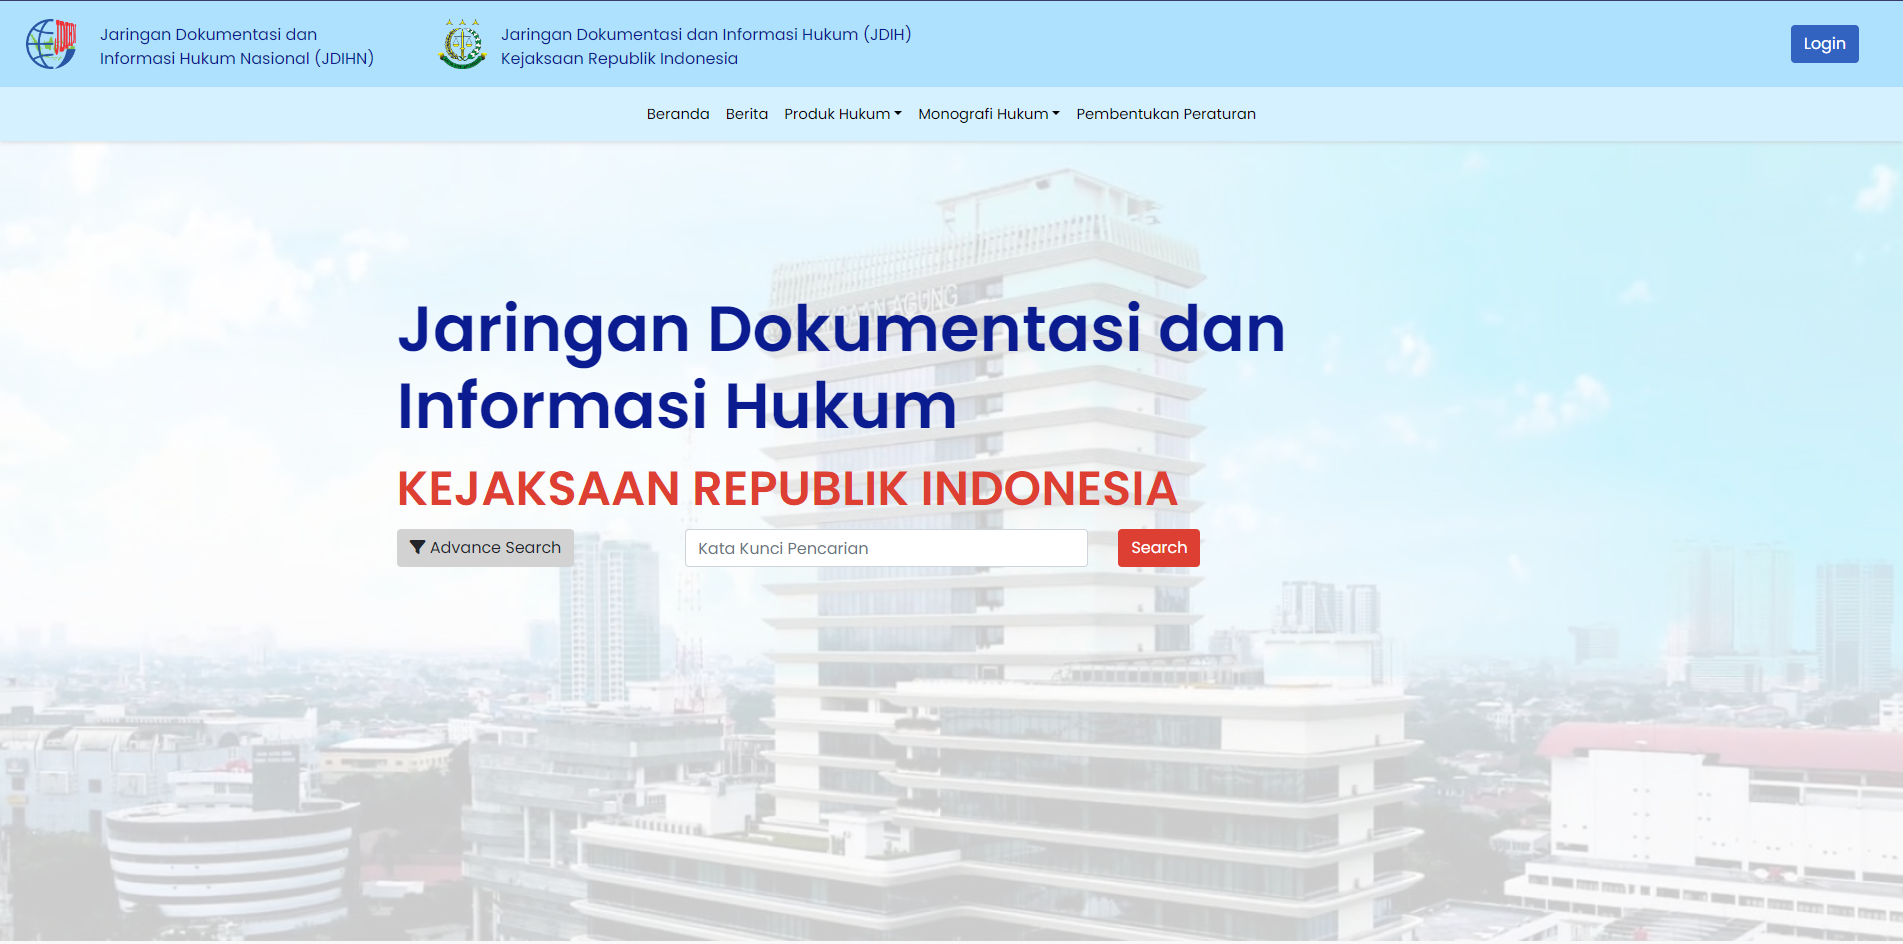 JDIHN
Jaringan Dokumentasi dan
Informasi Hukum Nasional (JDIHN)
Jaringan Dokumentasi dan Informasi Hukum (JDIH)
Kejaksaan Republik Indonesia
Login
Beranda
Berita
Produk Hukum
Monografi Hukum
Pembentukan Peraturan
Jaringan Dokumentasi dan
Informasi Hukum
KEJAKSAAN REPUBLIK INDONESIA
Advance Search
Kata Kunci Pencarian
Search